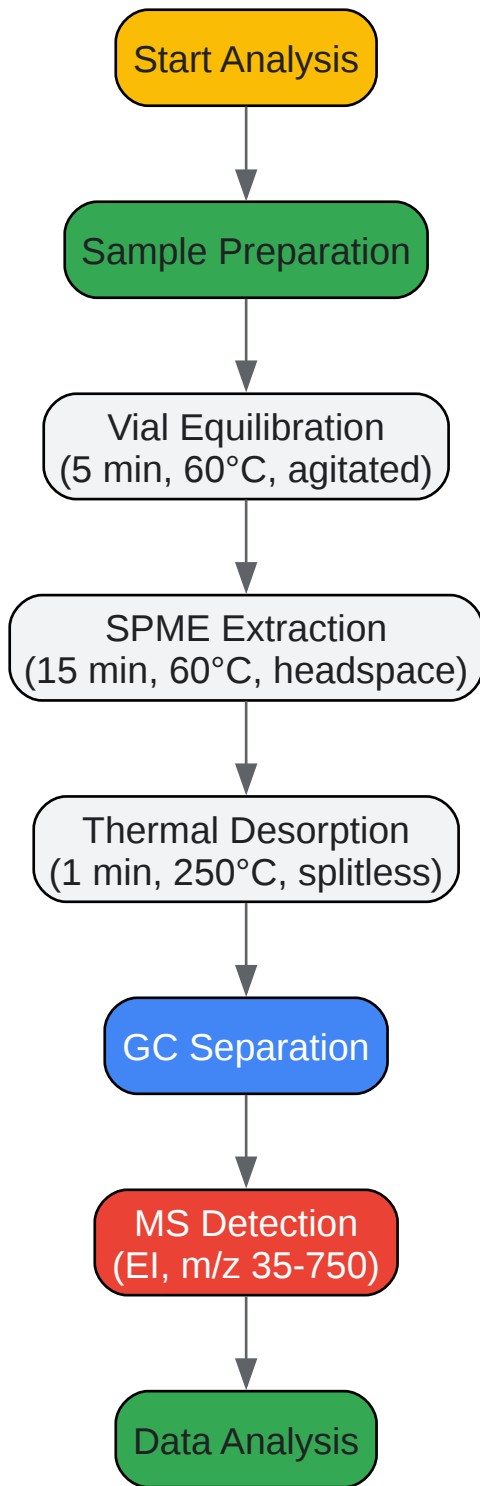 Start Analysis
Sample Preparation
Vial Equilibration
(5 min, 60°C, agitated)
SPME Extraction
(15 min, 60°C, headspace)
Thermal Desorption
(1 min, 250°C, splitless)
GC Separation
MS Detection
(EI, m/z 35-750)
Data Analysis